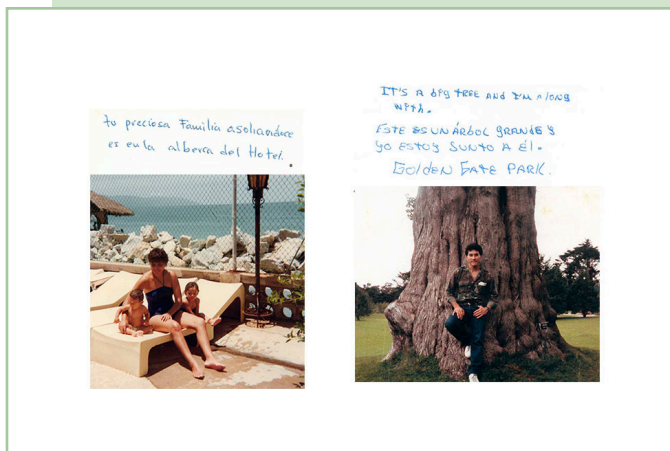 tu preciosa Familia asoliandoce
es en la alberca del Hotel.
IT'S A BIG TREE AND I'M ALONG
WITH.
ESTE ES UN ÁRBOL GRANDE Y
YO ESTOY JUNTO A ÉL.
GOLDEN GATE PARK.